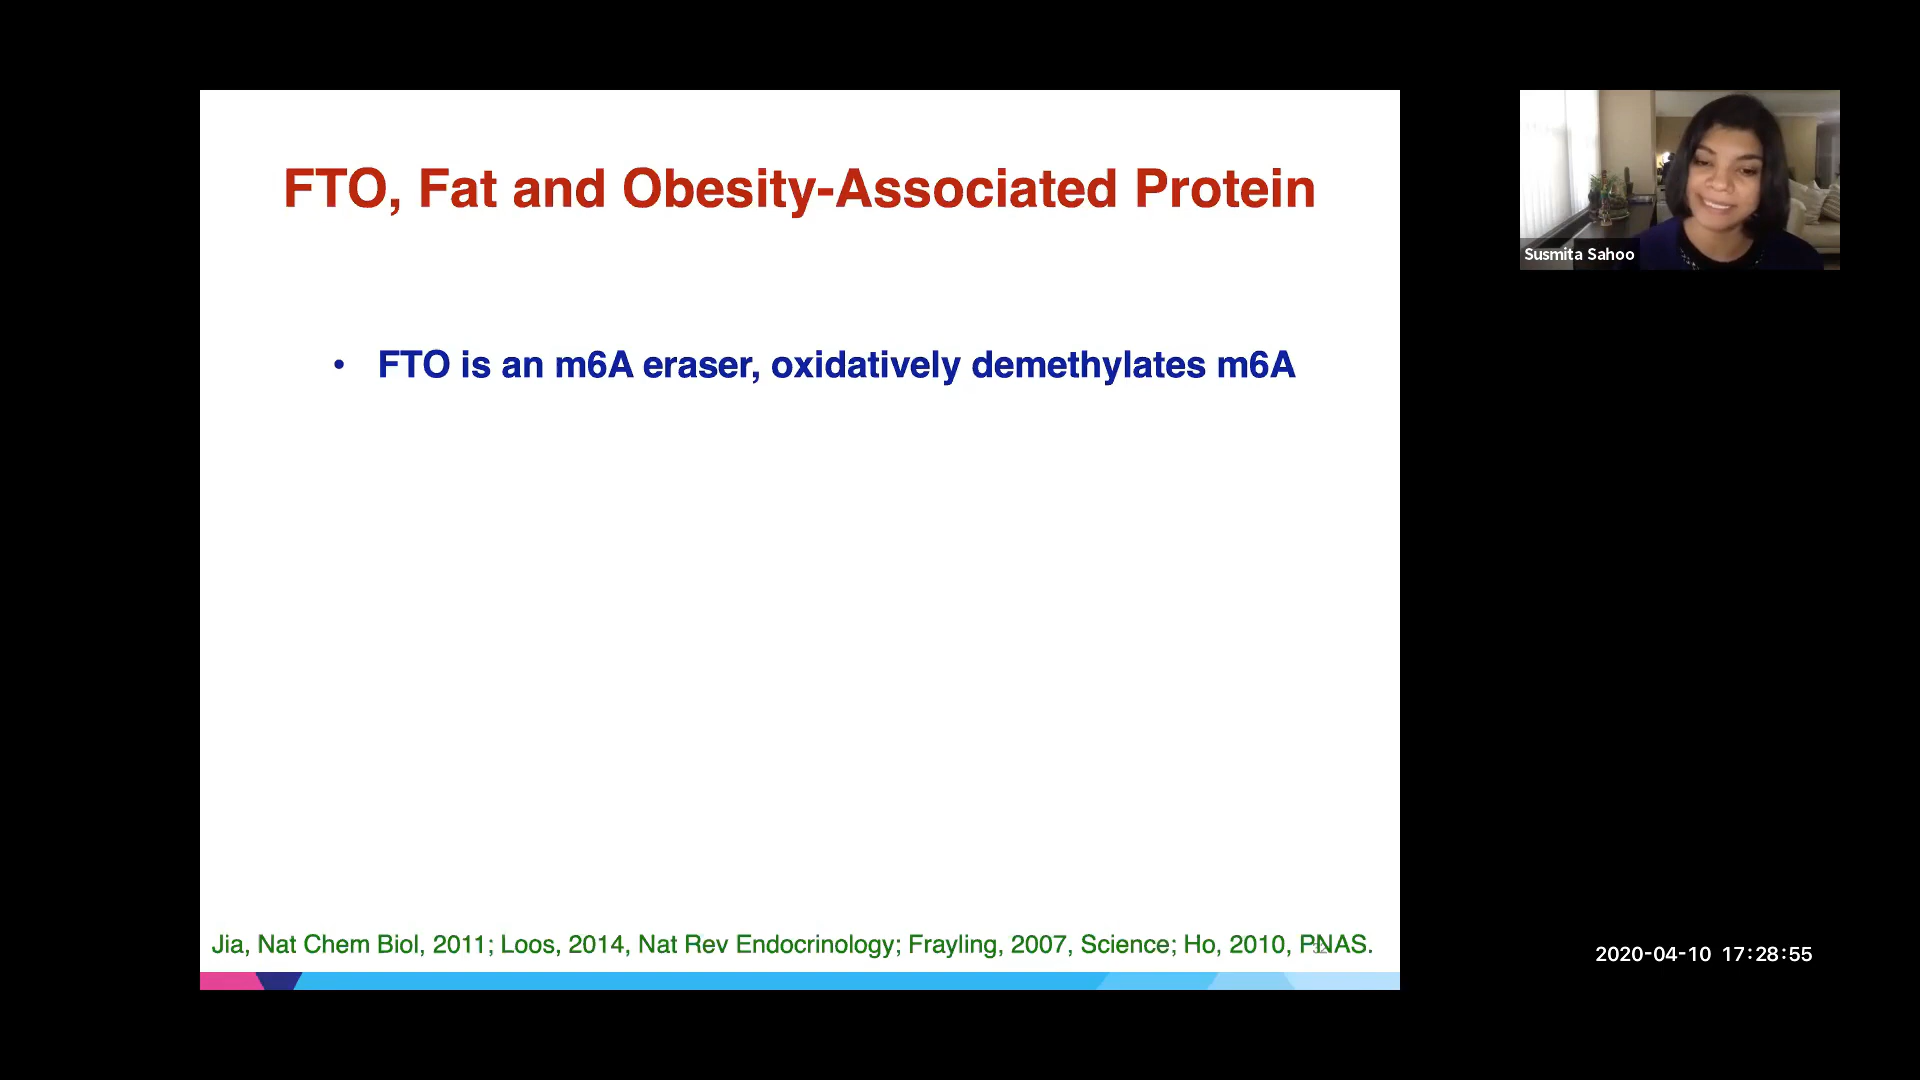 FTO, Fat and Obesity-Associated Protein
Susmita Sahoo
• FTO is an m6A eraser, oxidatively demethylates m6A
Jia, Nat Chem Biol, 2011; Loos, 2014, Nat Rev Endocrinology; Frayling, 2007, Science; Ho, 2010, PNAS.
2020-04-10 17:28:55